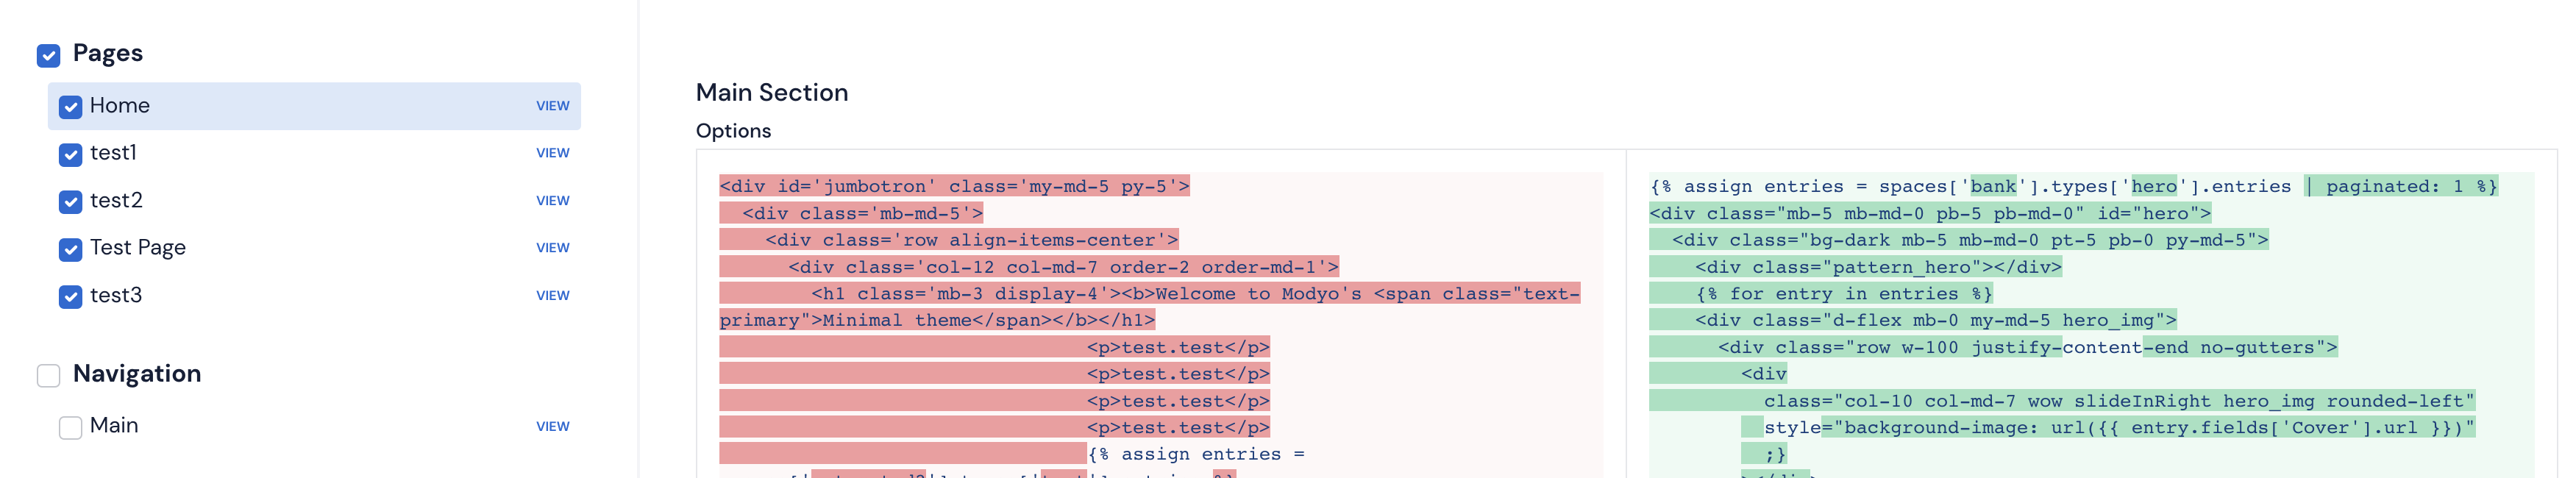 Pages
Home VIEW
test1 VIEW
test2 VIEW
Test Page VIEW
test3 VIEW
Navigation
Main VIEW
Main Section
Options
<div id='jumbotron' class='my-md-5 py-5'>
<div class='mb-md-5'>
<div class='row align-items-center'>
<div class='col-12 col-md-7 order-2 order-md-1'>
<h1 class='mb-3 display-4'><b>Welcome to Modyo's <span class="text-
primary">Minimal theme</span></b></h1>
<p>test.test</p>
<p>test.test</p>
<p>test.test</p>
<p>test.test</p>
{% assign entries =
{% assign entries = spaces['bank'].types['hero'].entries | paginated: 1 %}
<div class="mb-5 mb-md-0 pb-5 pb-md-0" id="hero">
<div class="bg-dark mb-5 mb-md-0 pt-5 pb-0 py-md-5">
<div class="pattern_hero"></div>
{% for entry in entries %}
<div class="d-flex mb-0 my-md-5 hero_img">
<div class="row w-100 justify-content-end no-gutters">
<div
class="col-10 col-md-7 wow slideInRight hero_img rounded-left"
style="background-image: url({{ entry.fields['Cover'].url }})"
;}